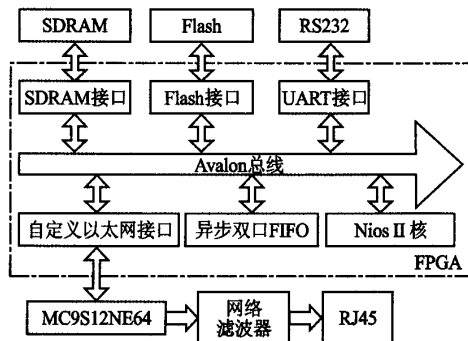 SDRAM
Flash
RS232
SDRAM接口
Flash接口
UART接口
Avalon总线
自定义以太网接口
异步双口FIFO
Nios II 核
FPGA
MC9S12NE64
网络
滤波器
RJ45